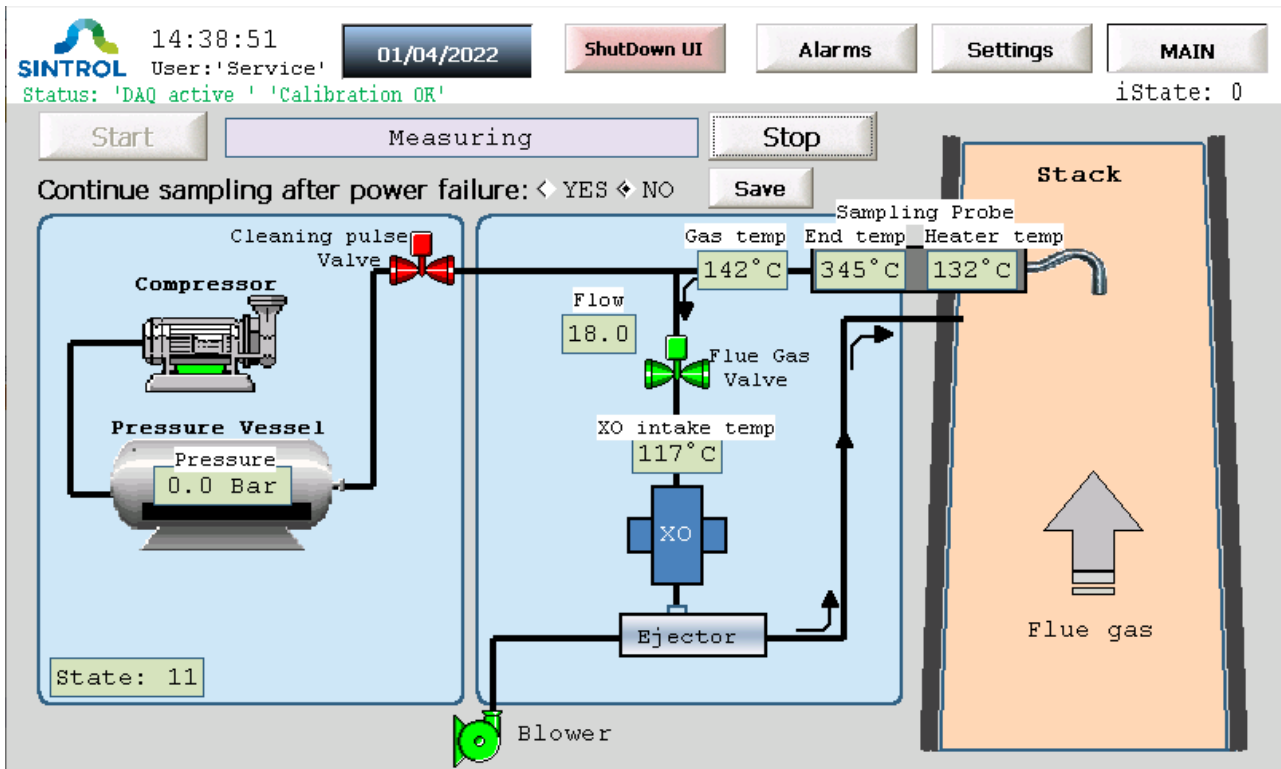 SINTROL
14:38:51
User:'Service'
01/04/2022
ShutDown UI
Alarms
Settings
MAIN
Status: 'DAQ active ' 'Calibration OK'
iState: 0
Start
Measuring
Stop
Continue sampling after power failure: YES NO
Save
Stack
Sampling Probe
Cleaning pulse
Valve
Gas temp
End temp
Heater temp
142°C
345°C
132°C
Compressor
Flow
18.0
Flue Gas
Valve
Pressure Vessel
Pressure
0.0 Bar
XO intake temp
117°C
XO
Ejector
Flue gas
State: 11
Blower